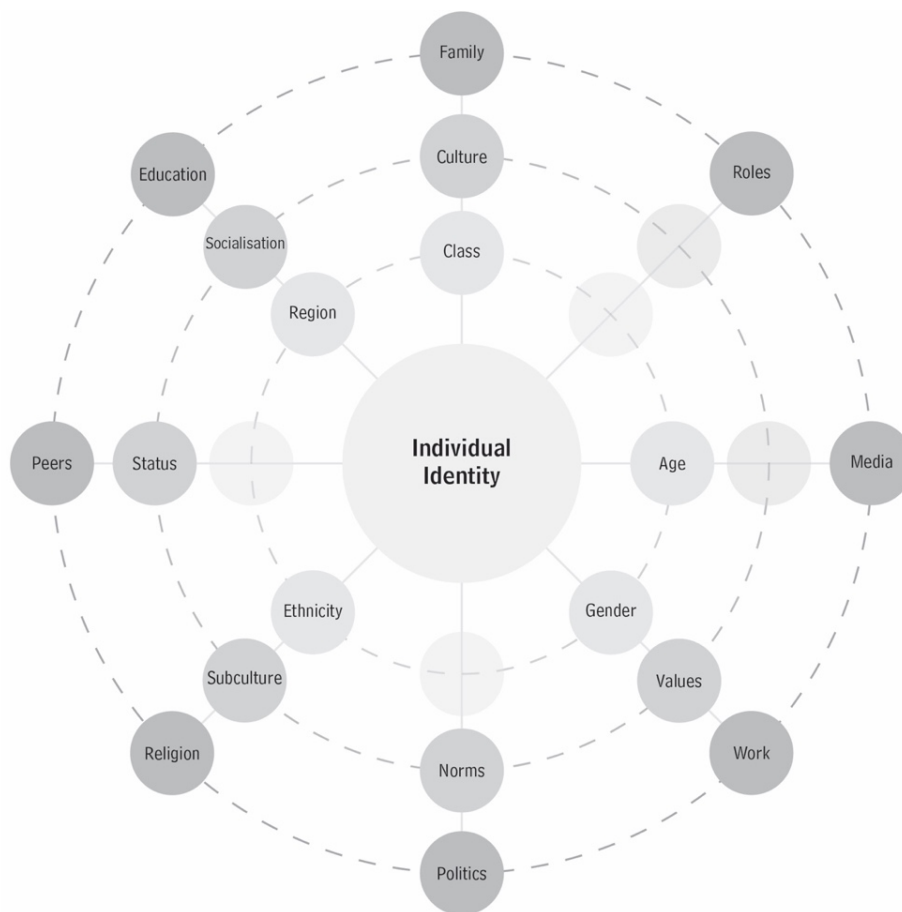 Family
Culture
Education
Roles
Socialisation
Class
Region
Individual
Identity
Peers
Status
Age
Media
Ethnicity
Gender
Subculture
Values
Religion
Norms
Work
Politics